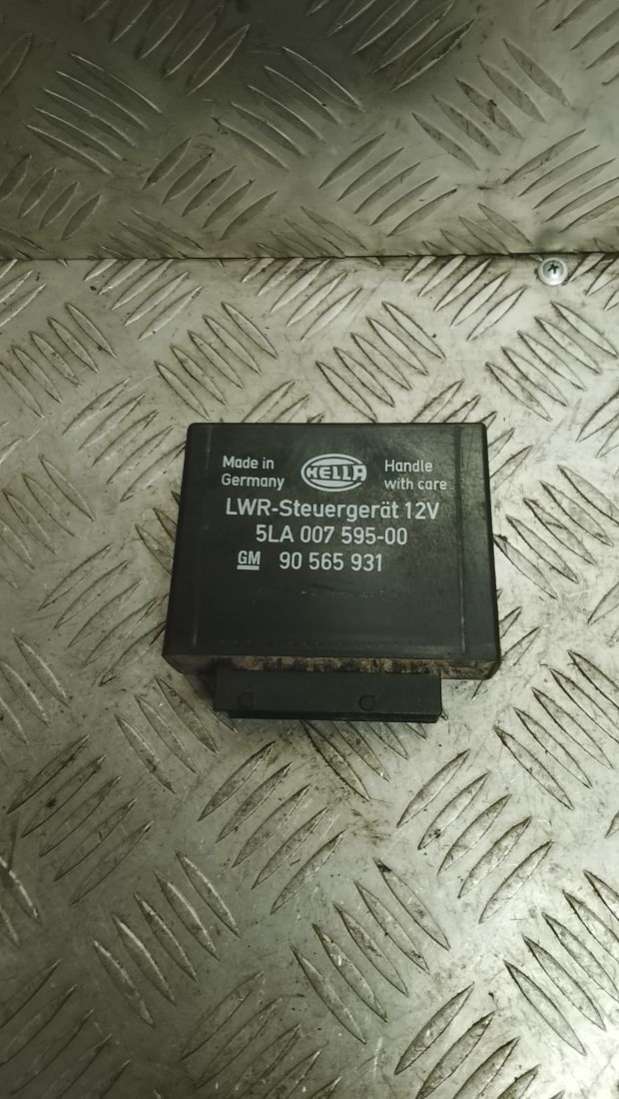 Made in
Germany
HELLA
Handle
with care
LWR-Steuergerät 12V
5LA 007 595-00
GM 90 565 931